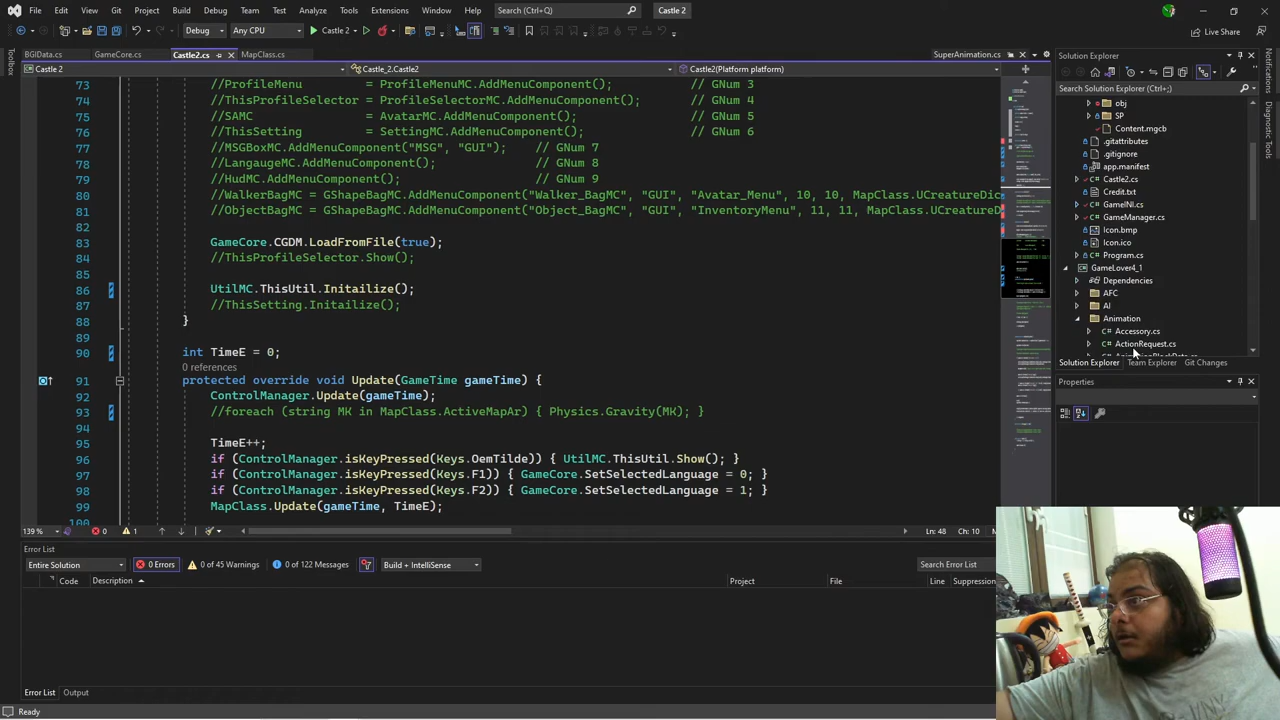 File Edit View Git Project Build Debug Test Analyze Tools Extensions Window Help Search (Ctrl+Q) Castle 2
Debug Any CPU Castle 2 Live Share
BGIData.cs GameCore.cs Castle2.cs MapClass.cs SuperAnimation.cs
Castle 2 Castle_2.Castle2 Castle2(Platform platform)
73 //ProfileMenu = ProfileMenuMC.AddMenuComponent(); // GNum 3
74 //ThisProfileSelector = ProfileSelectorMC.AddMenuComponent(); // GNum 4
75 //SAMC = AvatarMC.AddMenuComponent(); // GNum 5
76 //ThisSetting = SettingMC.AddMenuComponent(); // GNum 6
77 //MSGBoxMC.AddMenuComponent("MSG", "GUI"); // GNum 7
78 //LangaugeMC.AddMenuComponent(); // GNum 8
79 //HudMC.AddMenuComponent(); // GNum 9
80 //WalkerBagMC = ShapeBagMC.AddMenuComponent("Walker_BagMC", "GUI", "Avatar_Menu", 10, 10, MapClass.UCreatureDic
81 //ObjectBagMC = ShapeBagMC.AddMenuComponent("Object_BagMC", "GUI", "InventoryMenu", 11, 11, MapClass.UCreatureD
82
83 GameCore.CGDH.LoadFromFile(true);
84 //ThisProfileSelector.Show();
85
86 UtilMC.ThisUtil.Initailize();
87 //ThisSetting.Initilize();
88 }
89
90 int TimeE = 0;
0 references
91 protected override void Update(GameTime gameTime) {
92 ControlManager.Update(gameTime);
93 //foreach (string MK in MapClass.ActiveMapAr) { Physics.Gravity(MK); }
94
95 TimeE++;
96 if (ControlManager.isKeyPressed(Keys.OemTilde)) { UtilMC.ThisUtil.Show(); }
97 if (ControlManager.isKeyPressed(Keys.F1)) { GameCore.SetSelectedLanguage = 0; }
98 if (ControlManager.isKeyPressed(Keys.F2)) { GameCore.SetSelectedLanguage = 1; }
99 MapClass.Update(gameTime, TimeE);
100
139 % 0 1 Ln: 48 Ch: 10
Error List
Entire Solution 0 Errors 0 of 45 Warnings 0 of 122 Messages Build + IntelliSense Search Error List
Code Description Project File Line Suppression
Error List Output
Ready
Toolbox
Solution Explorer
Search Solution Explorer (Ctrl+;)
obj
SP
Content.mgcb
.gitattributes
.gitignore
app.manifest
Castle2.cs
Credit.txt
GameINI.cs
GameManager.cs
Icon.bmp
Icon.ico
Program.cs
GameLover4_1
Dependencies
AFC
AI
Animation
Accessory.cs
ActionRequest.cs
Solution Explorer Team Explorer Git Changes
Properties
Notifications
Diagnostic Tools